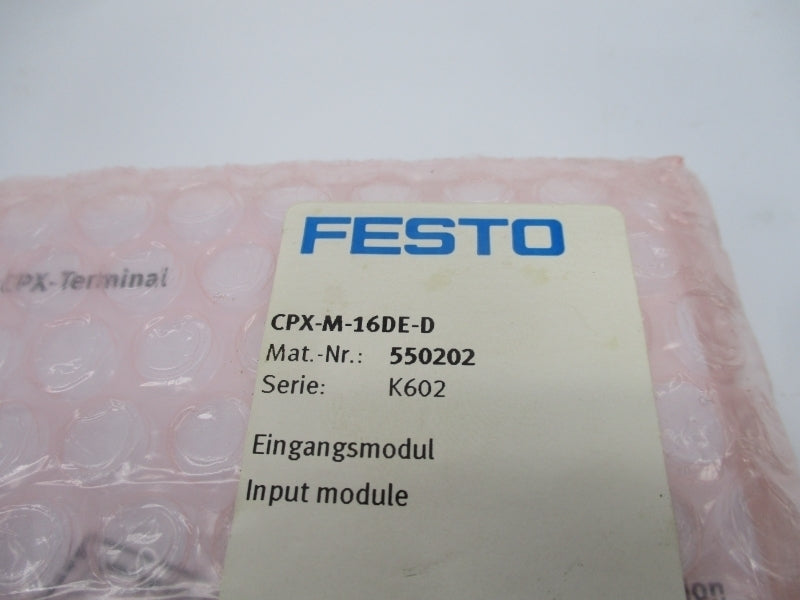 FESTO
CPX-Terminal
CPX-M-16DE-D
Mat.-Nr.: 550202
Serie: K602
Eingangsmodul
Input module